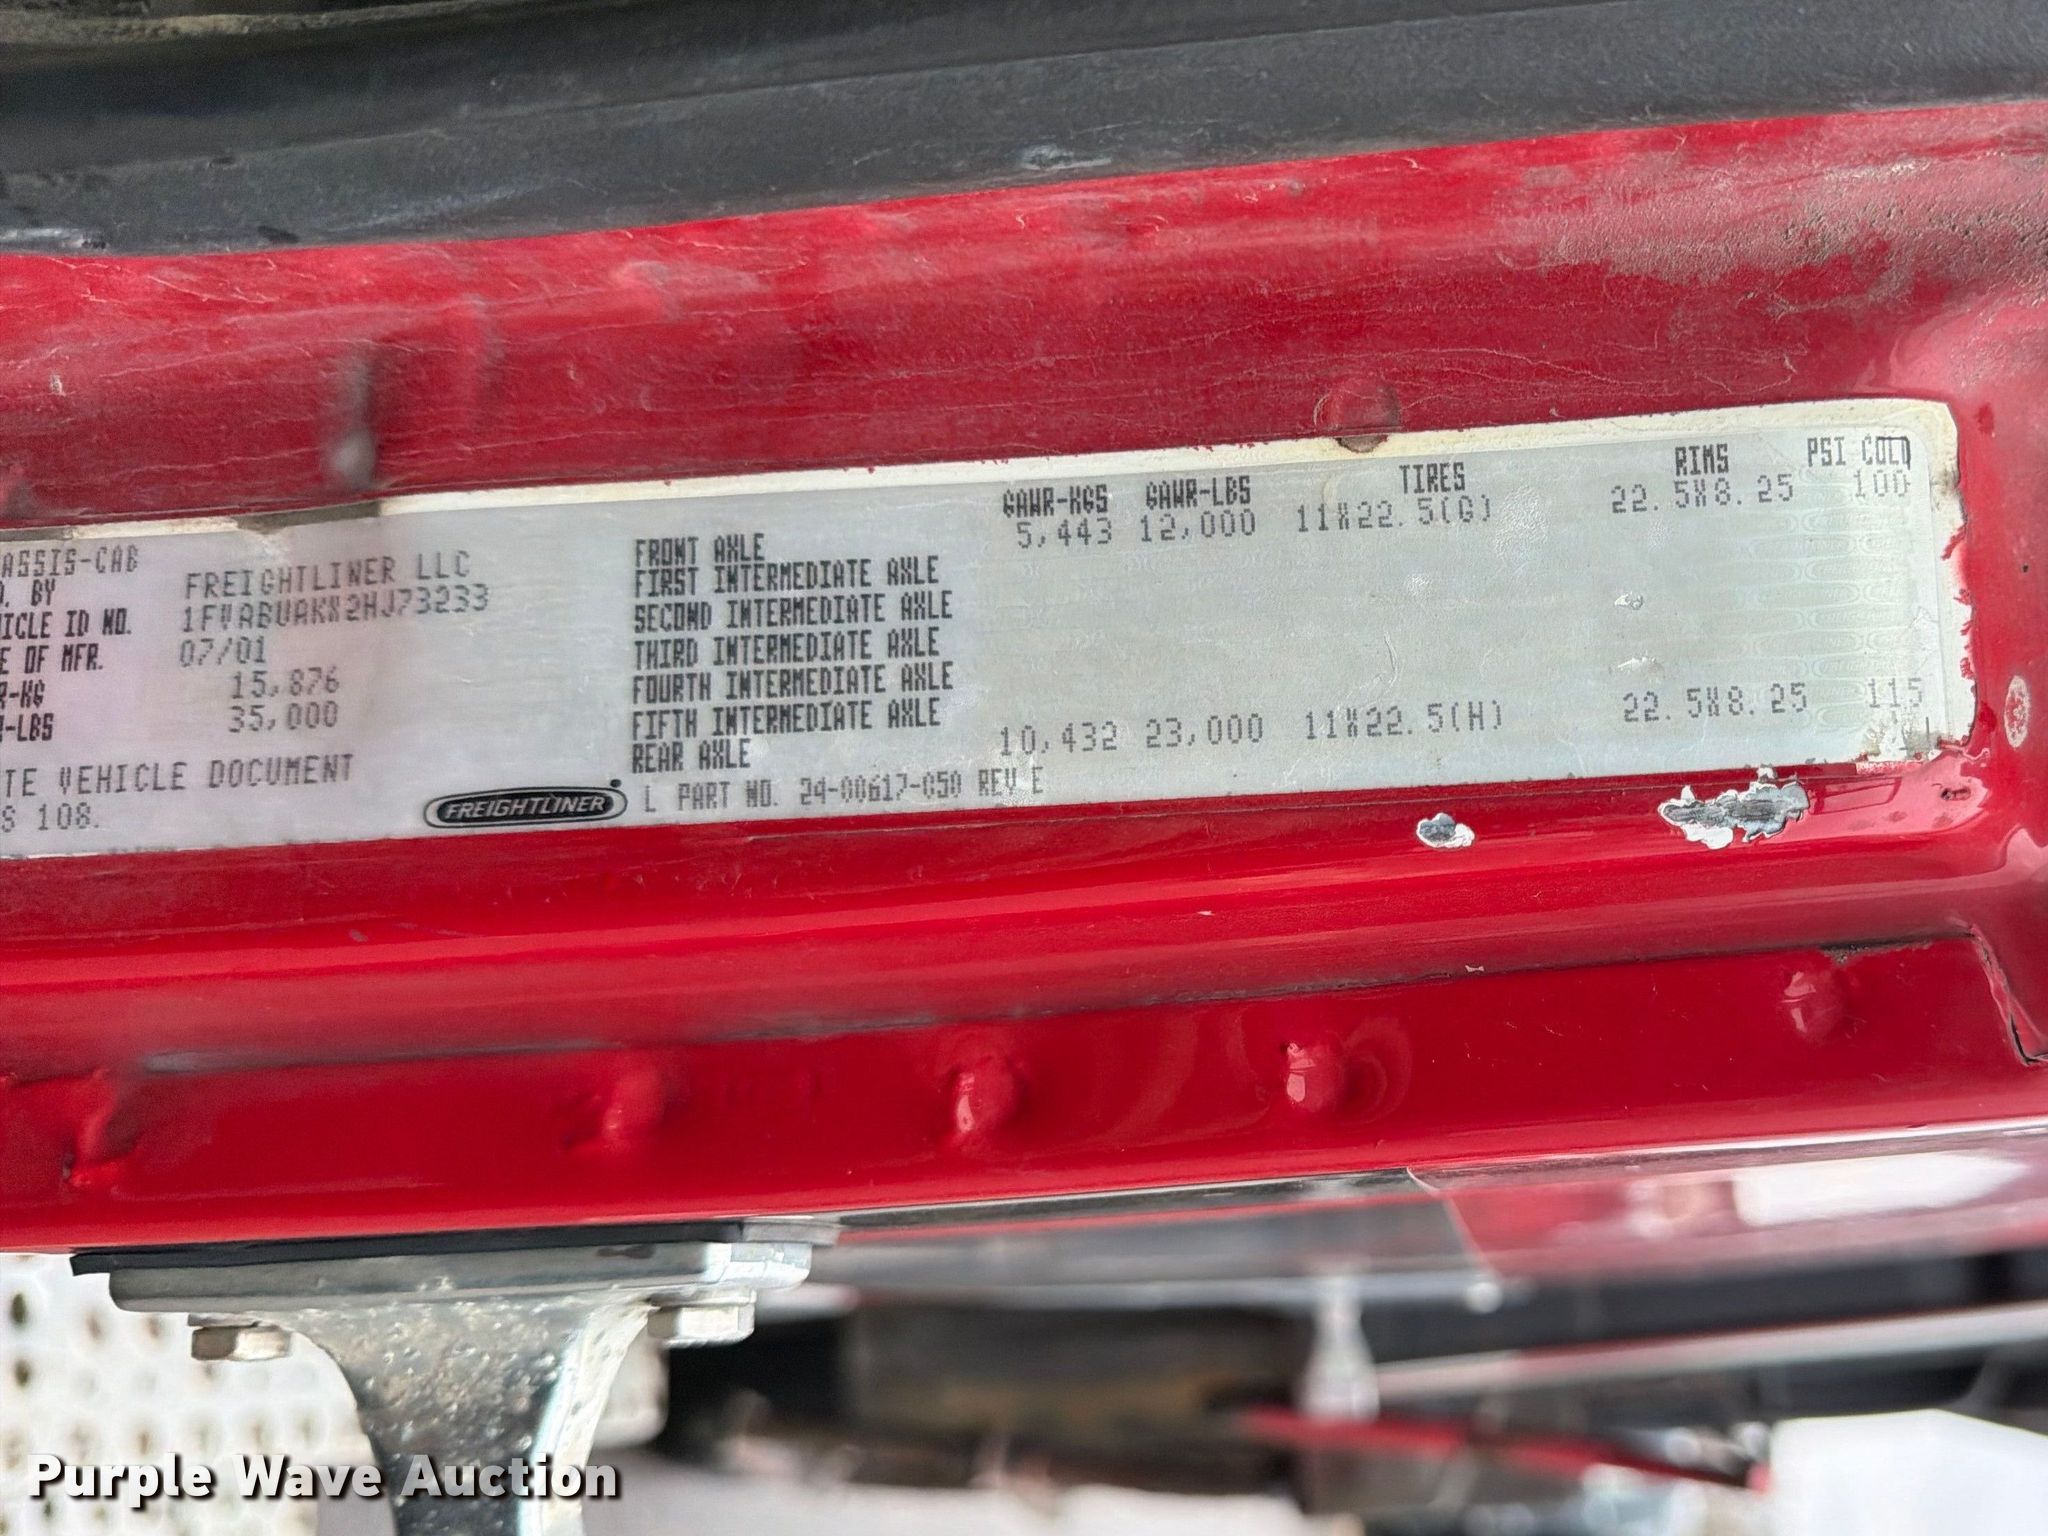 ASSIS-CAB
D. BY FREIGHTLINER LLC
ICLE ID NO. 1FVABUAKX2HJ73233
E OF MFR. 07/01
R-KG 15,876
-LBS 35,000
TE VEHICLE DOCUMENT
S 108.
FREIGHTLINER
GAWR-KGS GAWR-LBS TIRES RIMS PSI COLD
FRONT AXLE 5,443 12,000 11X22.5(G) 22.5X8.25 100
FIRST INTERMEDIATE AXLE
SECOND INTERMEDIATE AXLE
THIRD INTERMEDIATE AXLE
FOURTH INTERMEDIATE AXLE
FIFTH INTERMEDIATE AXLE
REAR AXLE 10,432 23,000 11X22.5(H) 22.5X8.25 115
L PART NO. 24-00617-050 REV E
Purple Wave Auction